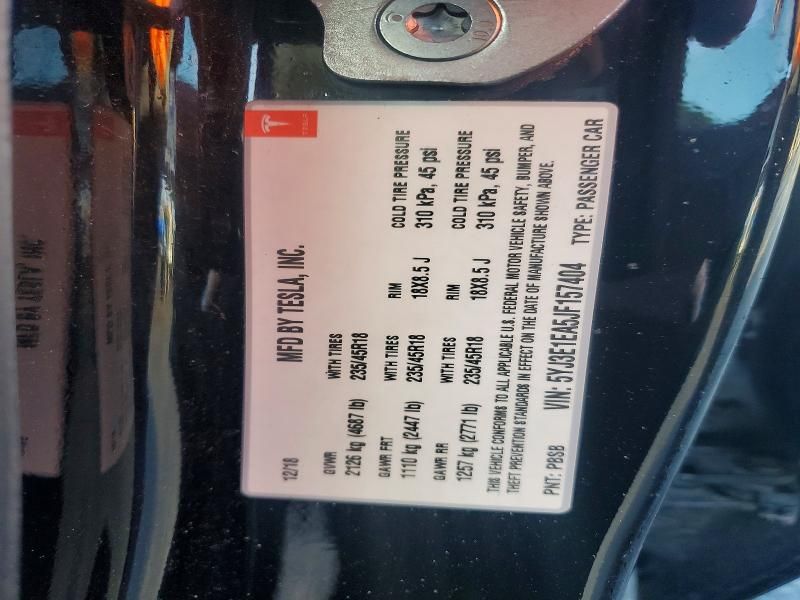 TESLA
12/18 MFD BY TESLA, INC.
GVWR WITH TIRES
2126 kg (4687 lb) 235/45R18
GAWR FRT WITH TIRES RIM COLD TIRE PRESSURE
1110 kg (2447 lb) 235/45R18 18X8.5 J 310 kPa, 45 psi
GAWR RR WITH TIRES RIM COLD TIRE PRESSURE
1257 kg (2771 lb) 235/45R18 18X8.5 J 310 kPa, 45 psi
THIS VEHICLE CONFORMS TO ALL APPLICABLE U.S. FEDERAL MOTOR VEHICLE SAFETY, BUMPER, AND
THEFT PREVENTION STANDARDS IN EFFECT ON THE DATE OF MANUFACTURE SHOWN ABOVE.
PNT: PBSB VIN: 5YJ3E1EA5JF157404 TYPE: PASSENGER CAR